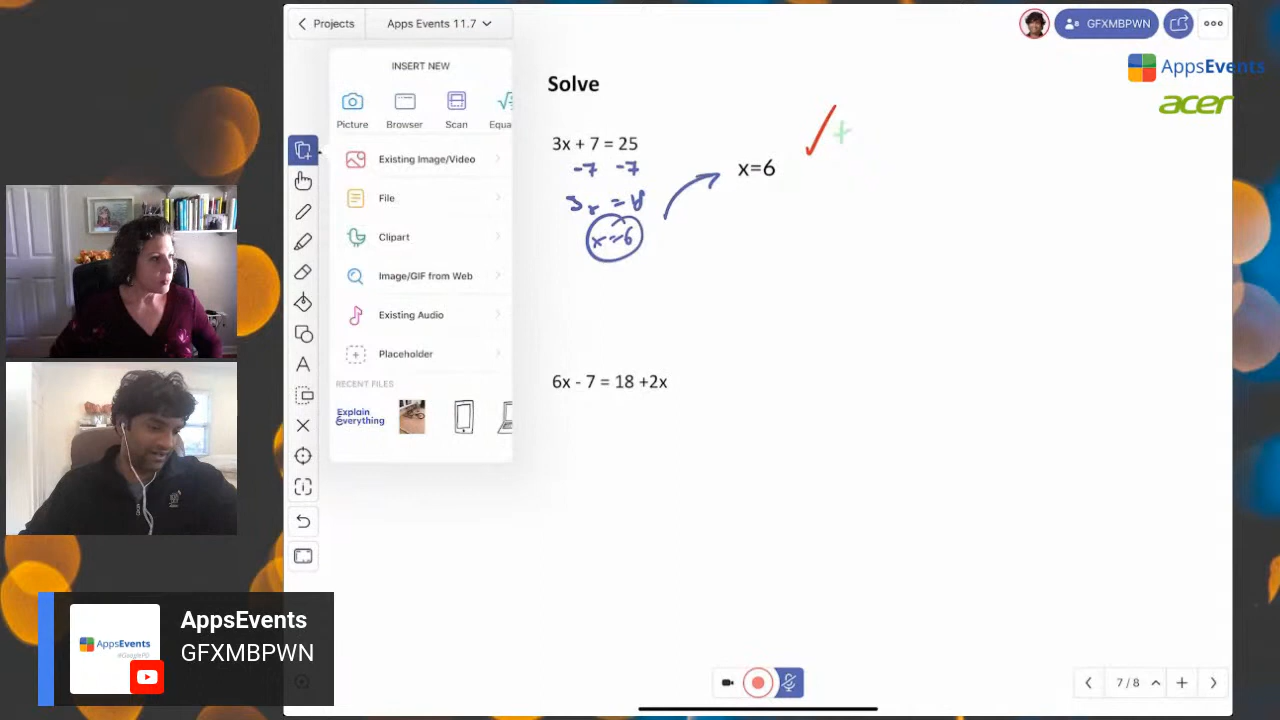 Projects
Apps Events 11.7
GFXMBPWN
AppsEvents
acer
INSERT NEW
Picture
Browser
Scan
Equa
Existing Image/Video
File
Clipart
Image/GIF from Web
Existing Audio
Placeholder
RECENT FILES
Explain
Everything
Solve
3x + 7 = 25
-7 -7
x=6
x=6
6x - 7 = 18 +2x
AppsEvents
AppsEvents
GFXMBPWN
7 / 8